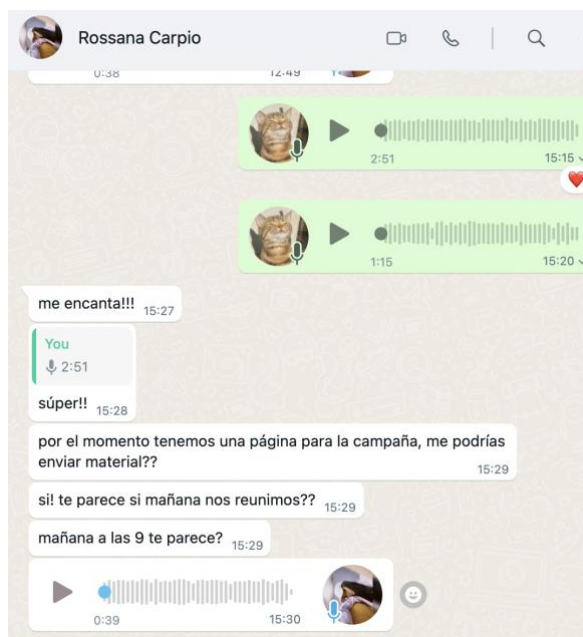 Rossana Carpio
0:38 12:49
2:51 15:15
1:15 15:20
me encanta!!! 15:27
You
2:51
súper!! 15:28
por el momento tenemos una página para la campaña, me podrías
enviar material??
15:29
si! te parece si mañana nos reunimos?? 15:29
mañana a las 9 te parece? 15:29
0:39 15:30